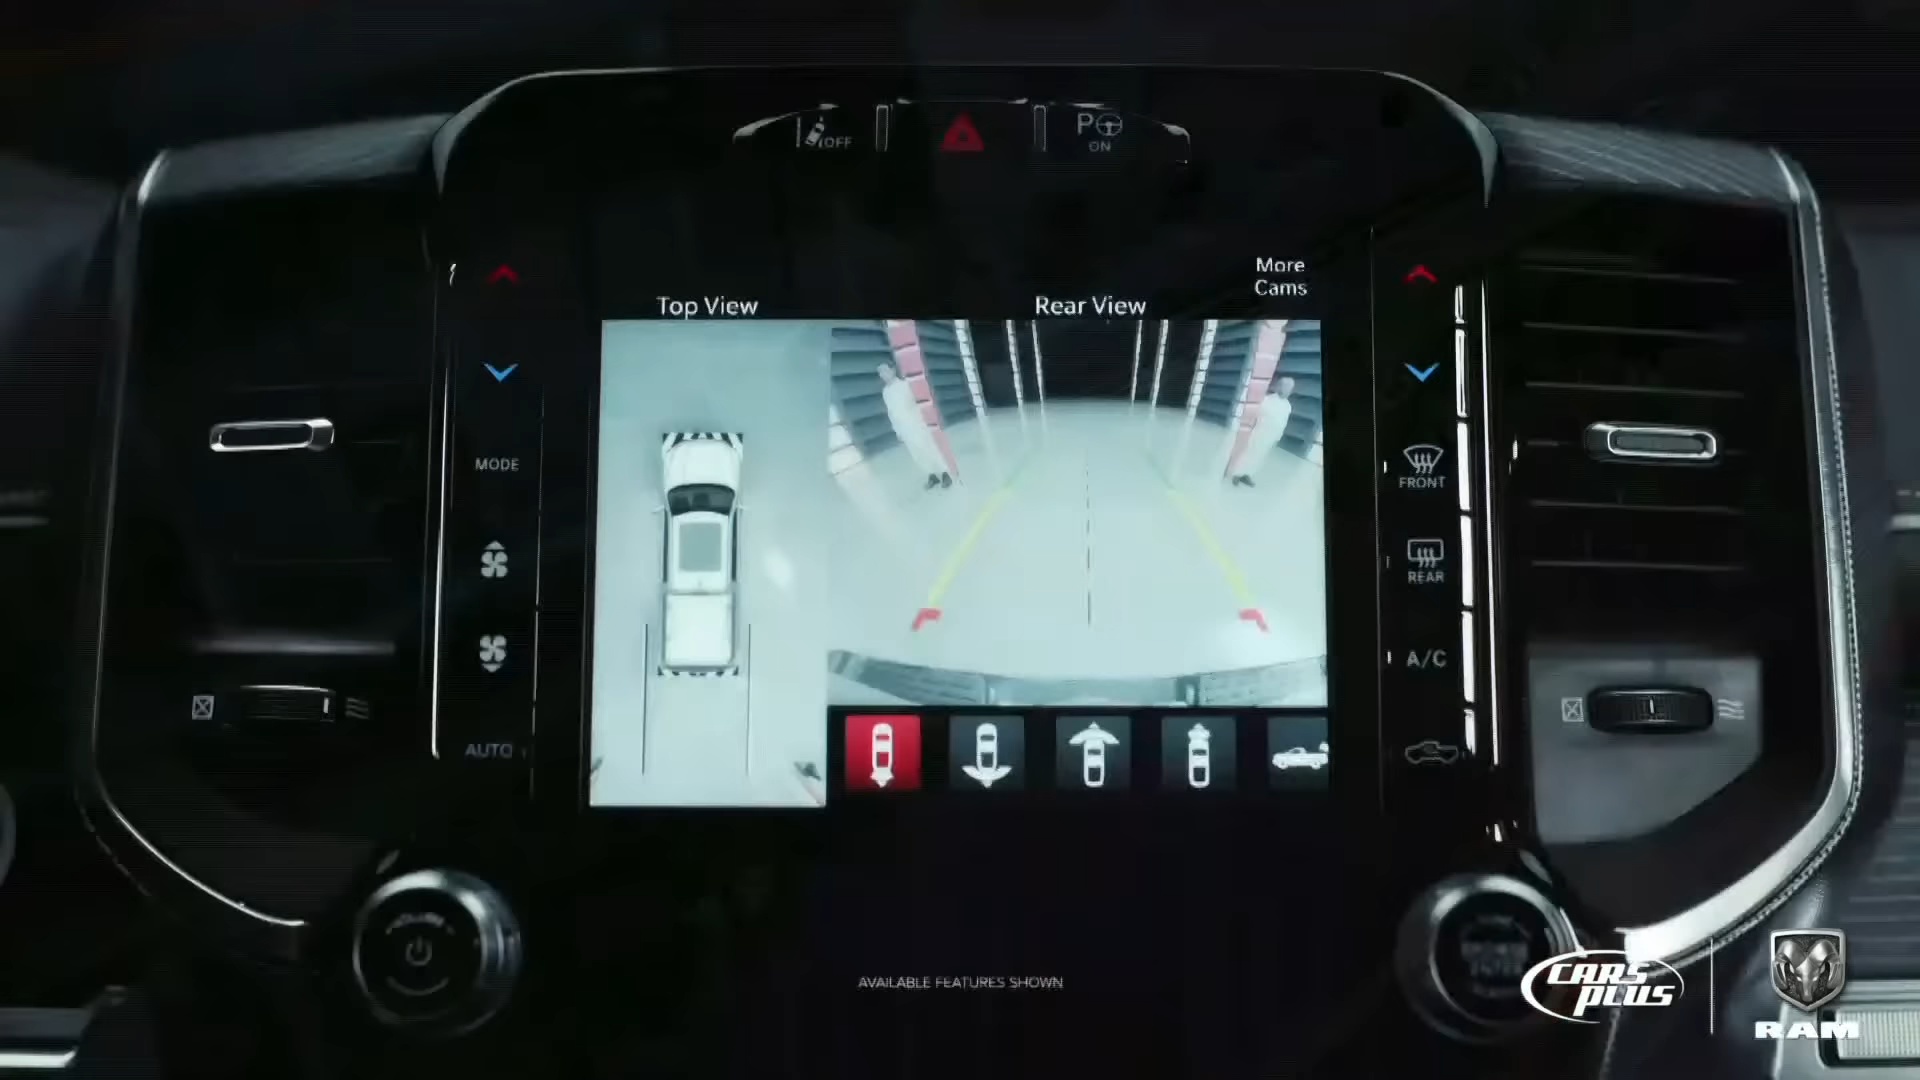 OFF
P
ON
More
Cams
Top View
Rear View
MODE
FRONT
REAR
A/C
AUTO
AVAILABLE FEATURES SHOWN
CARS
PLUS
RAM